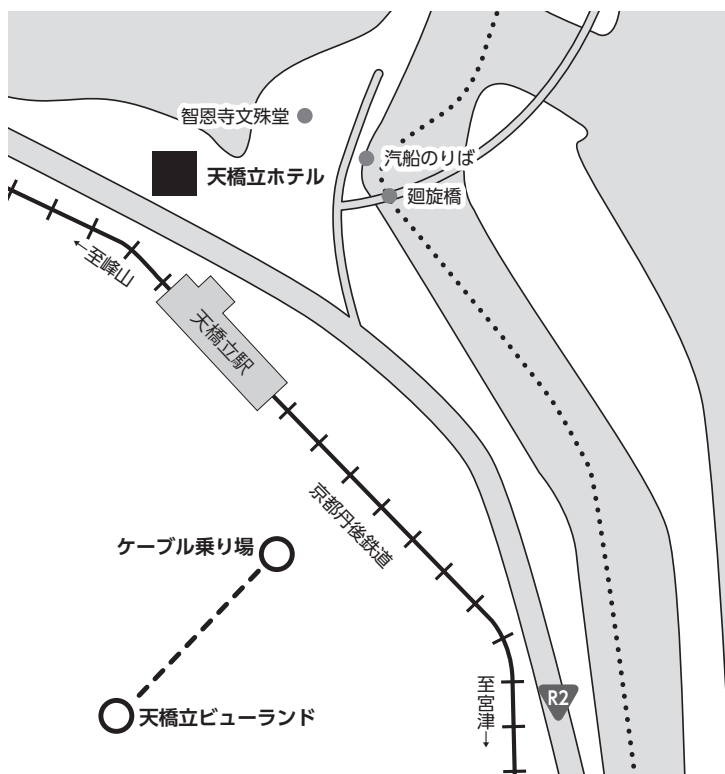 智恩寺文殊堂
汽船のりば
天橋立ホテル
廻旋橋
←至峰山
天橋立駅
京都丹後鉄道
ケーブル乗り場
至宮津→
R2
天橋立ビューランド